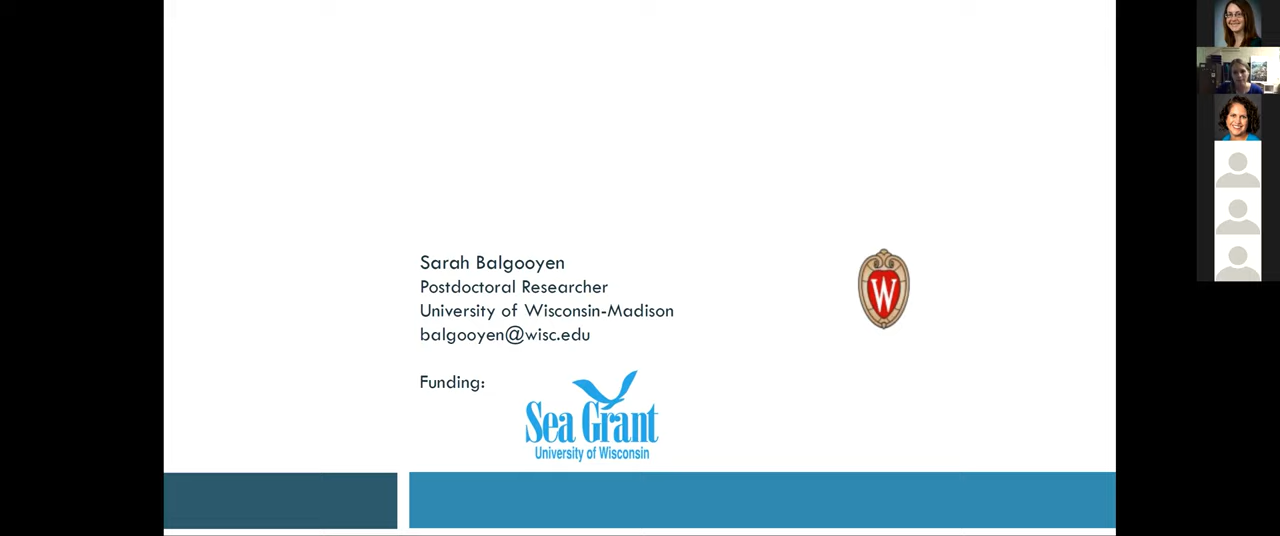 Sarah Balgooyen
Postdoctoral Researcher
University of Wisconsin-Madison
balgooyen@wisc.edu
W
Funding:
Sea Grant
University of Wisconsin